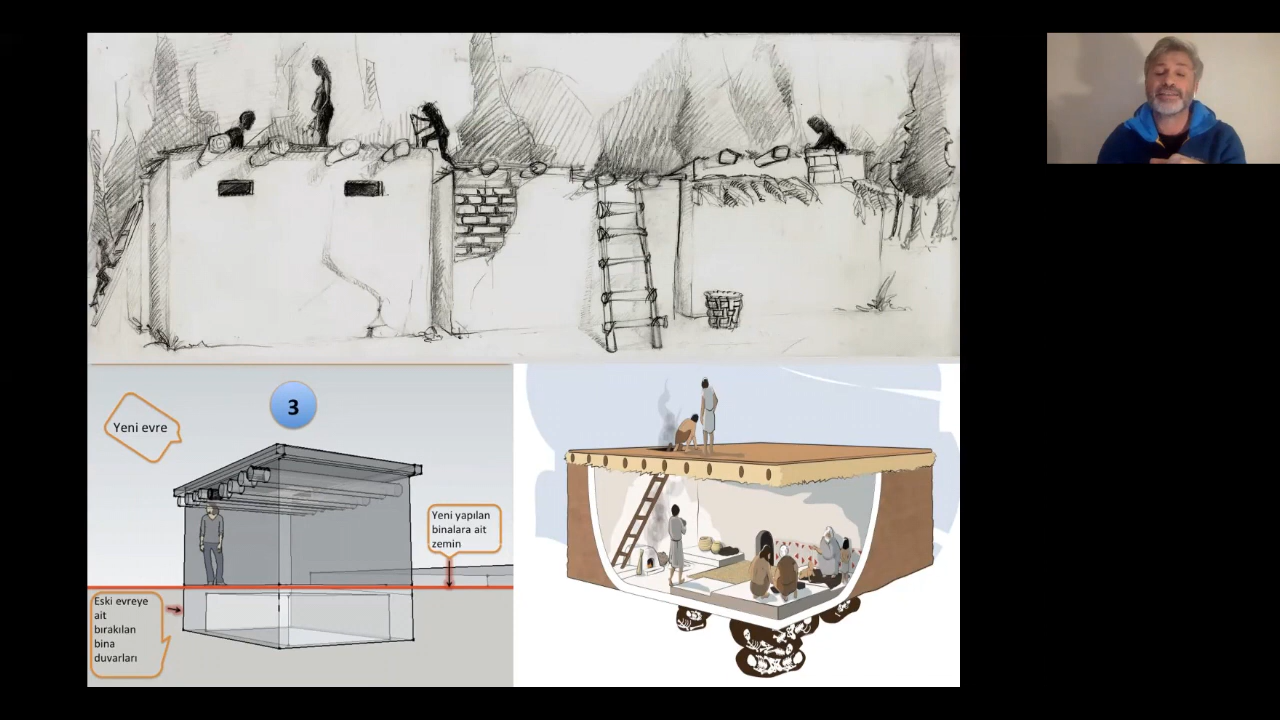 3
Yeni evre
Yeni yapılan
binalara ait
zemin
Eski evreye
ait
bırakılan
bina
duvarları